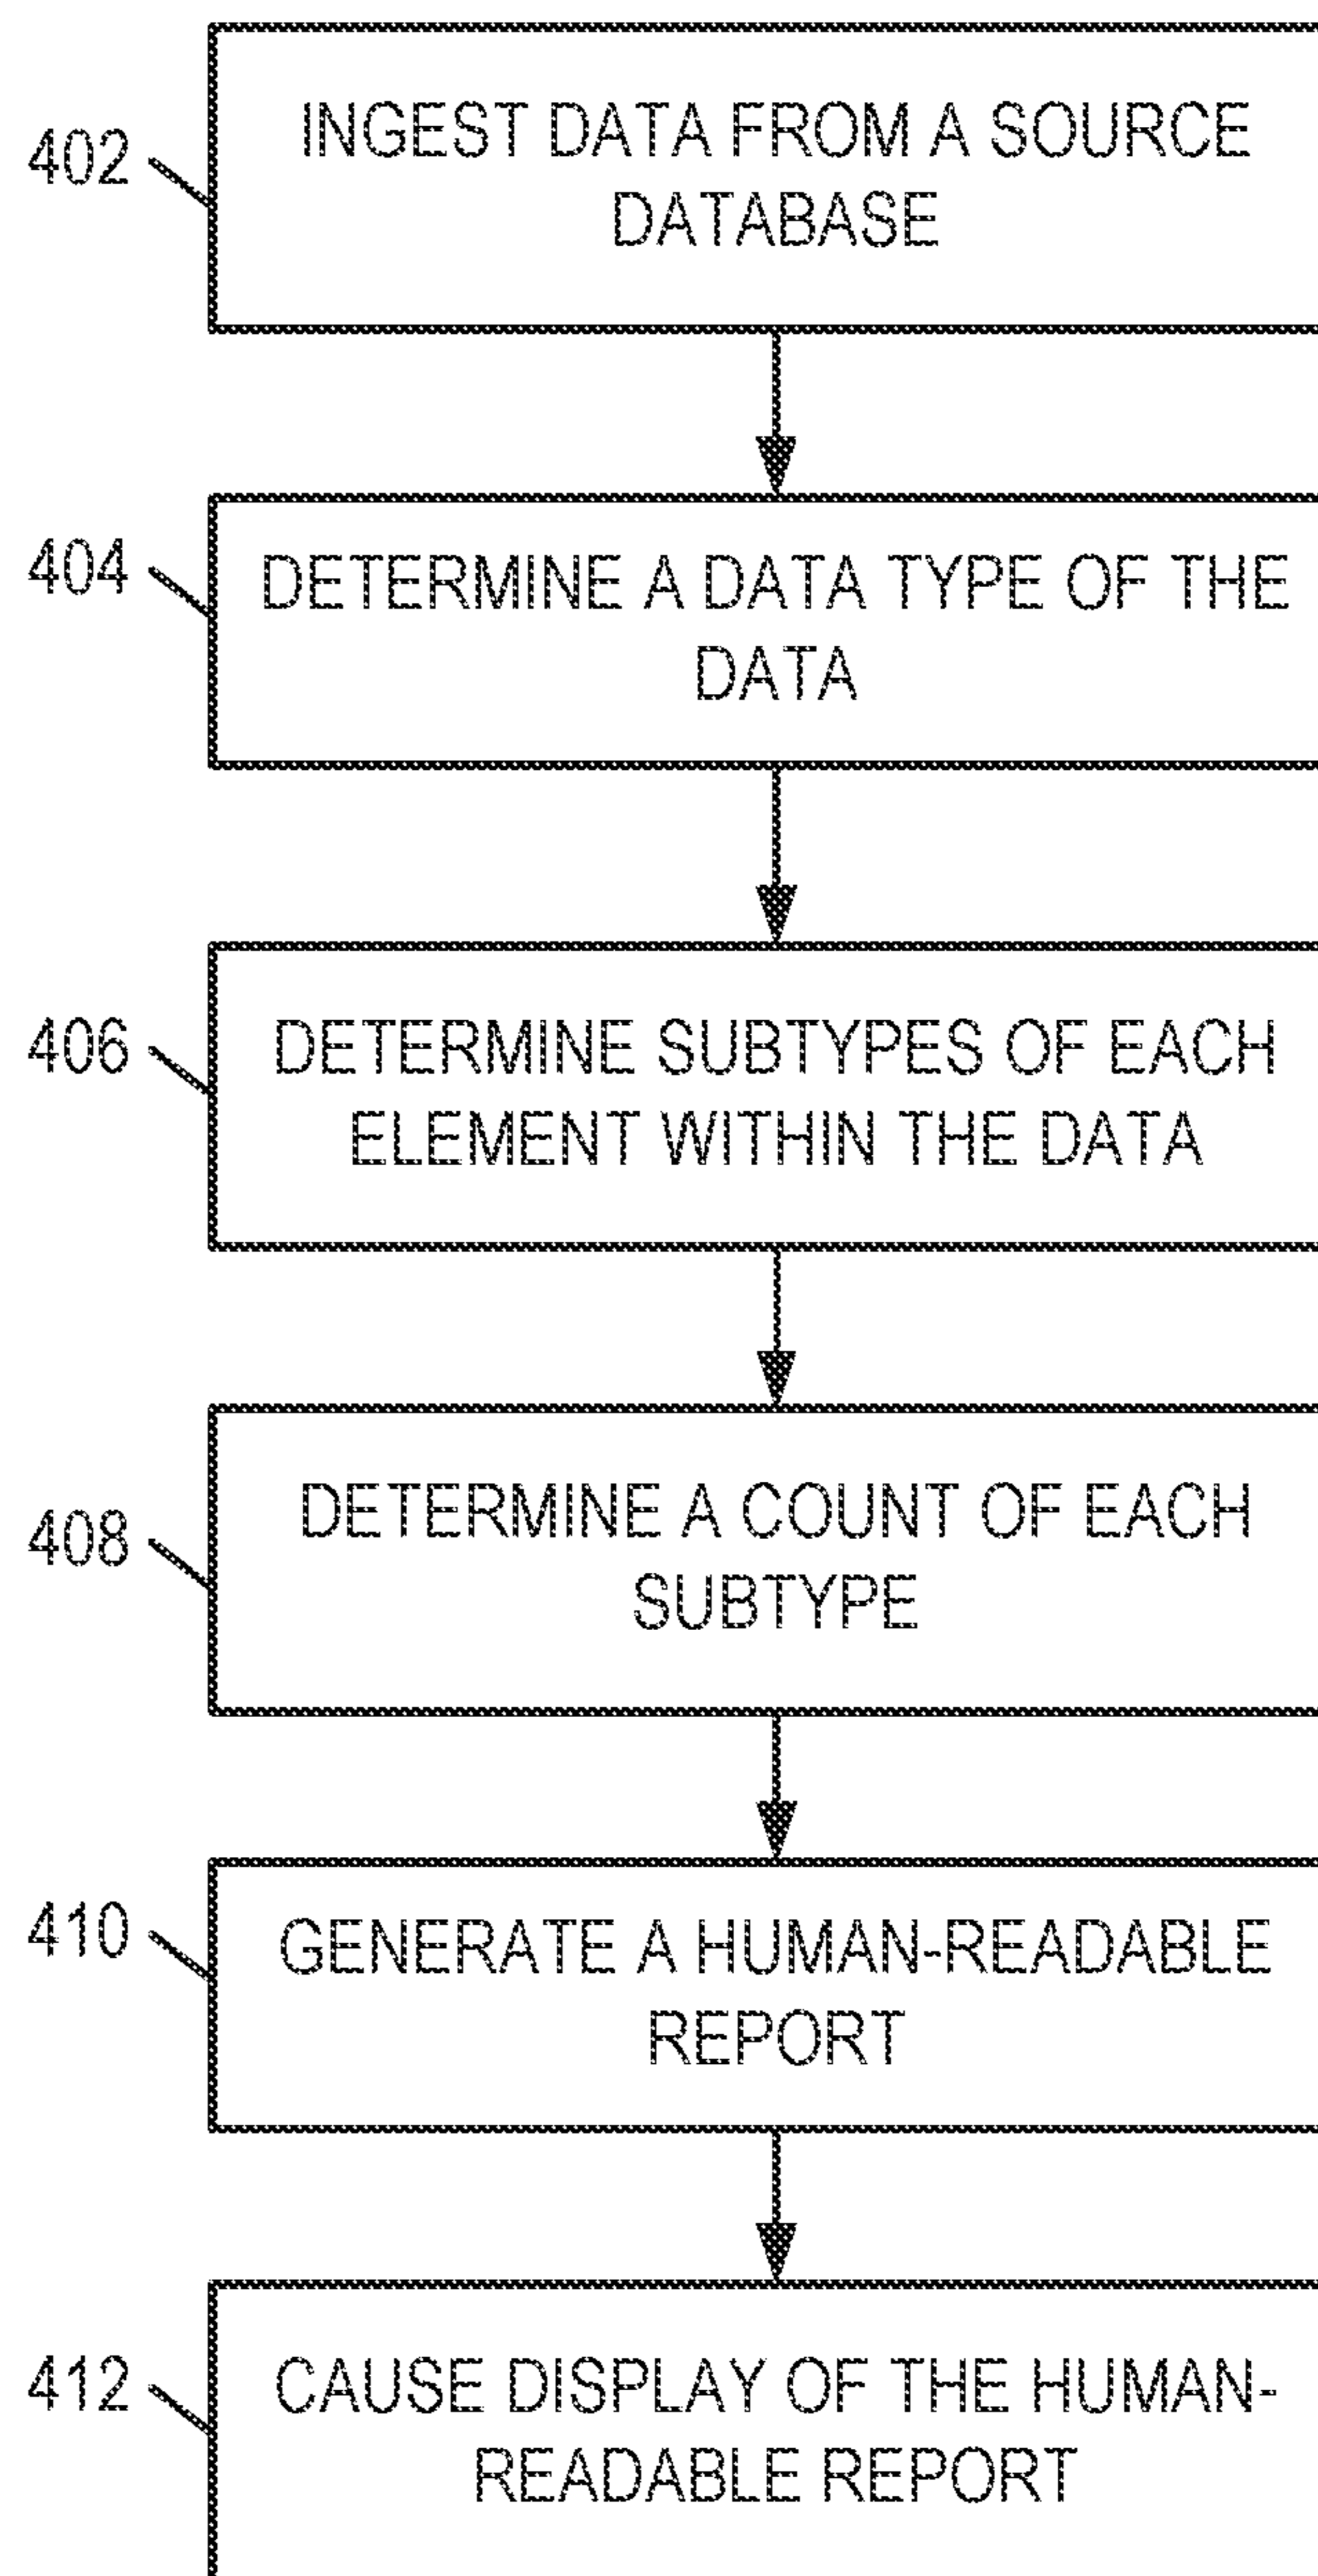 402
INGEST DATA FROM A SOURCE
DATABASE
404
DETERMINE A DATA TYPE OF THE
DATA
406
DETERMINE SUBTYPES OF EACH
ELEMENT WITHIN THE DATA
408
DETERMINE A COUNT OF EACH
SUBTYPE
410
GENERATE A HUMAN-READABLE
REPORT
412
CAUSE DISPLAY OF THE HUMAN-
READABLE REPORT